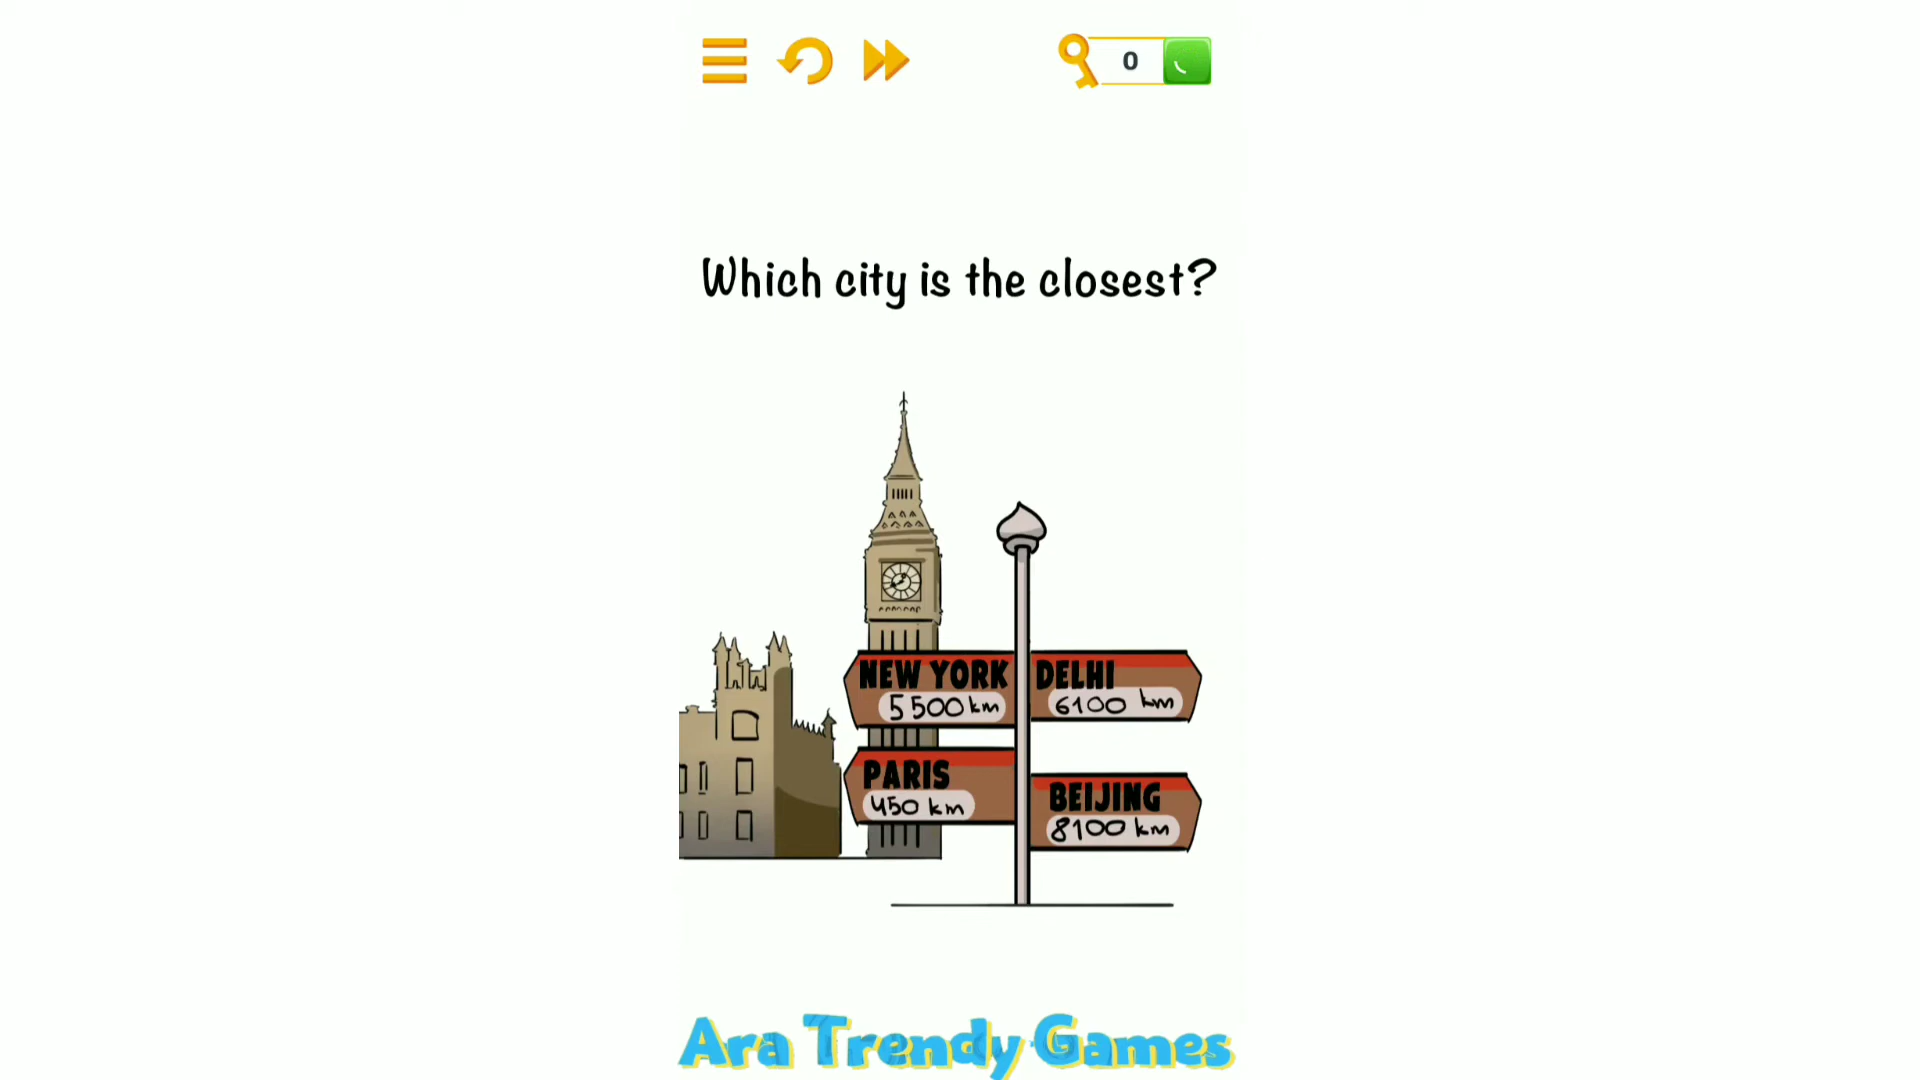 0
Which city is the closest?
NEW YORK
5500 km
DELHI
6100 km
PARIS
450 km
BEIJING
8100 km
Ara Trendy Games